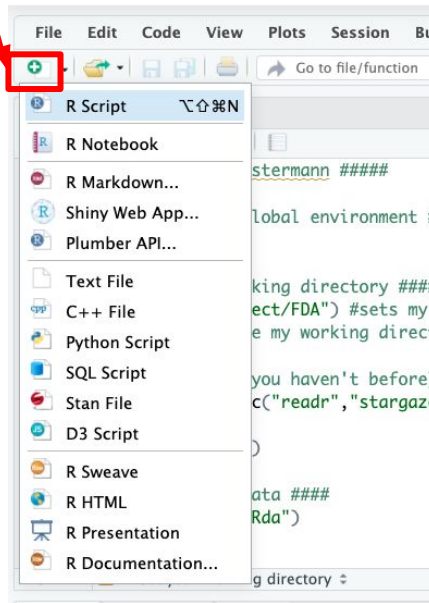 File Edit Code View Plots Session
Go to file/function
R Script ⌥⇧⌘N
R Notebook
stermann #####
R Markdown...
Shiny Web App...
lobal environment
Plumber API...
Text File
king directory ###
C++ File
ect/FDA") #sets my
Python Script
e my working direc
SQL Script
you haven't before
Stan File
c("readr","stargaz
D3 Script
)
R Sweave
R HTML
ata ####
Rda")
R Presentation
R Documentation...
g directory